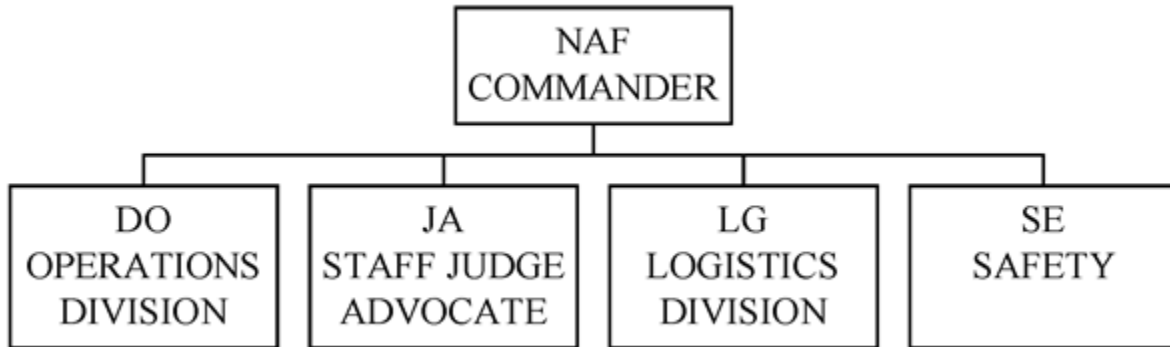 NAF
COMMANDER
DO
OPERATIONS
DIVISION
JA
STAFF JUDGE
ADVOCATE
LG
LOGISTICS
DIVISION
SE
SAFETY